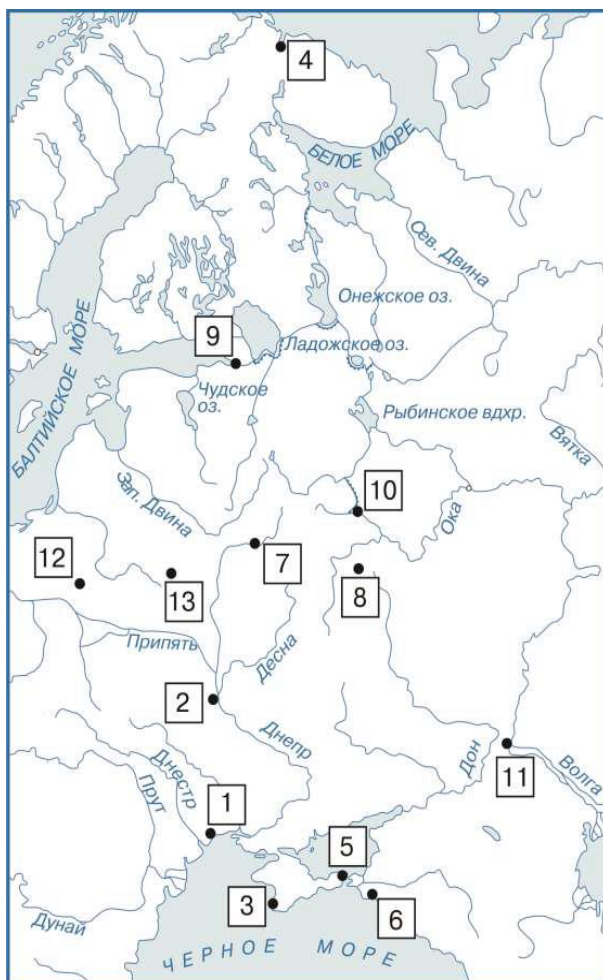 4
БЕЛОЕ МОРЕ
Сев. Двина
Онежское оз.
9
Ладожское оз.
БАЛТИЙСКОЕ МОРЕ
Чудское
оз.
Рыбинское вдхр.
Вятка
Зап. Двина
10
Ока
12
7
13
8
Припять
Десна
2
Днепр
Дон
Волга
11
Днестр
Прут
1
5
3
6
Дунай
ЧЕРНОЕ МОРЕ